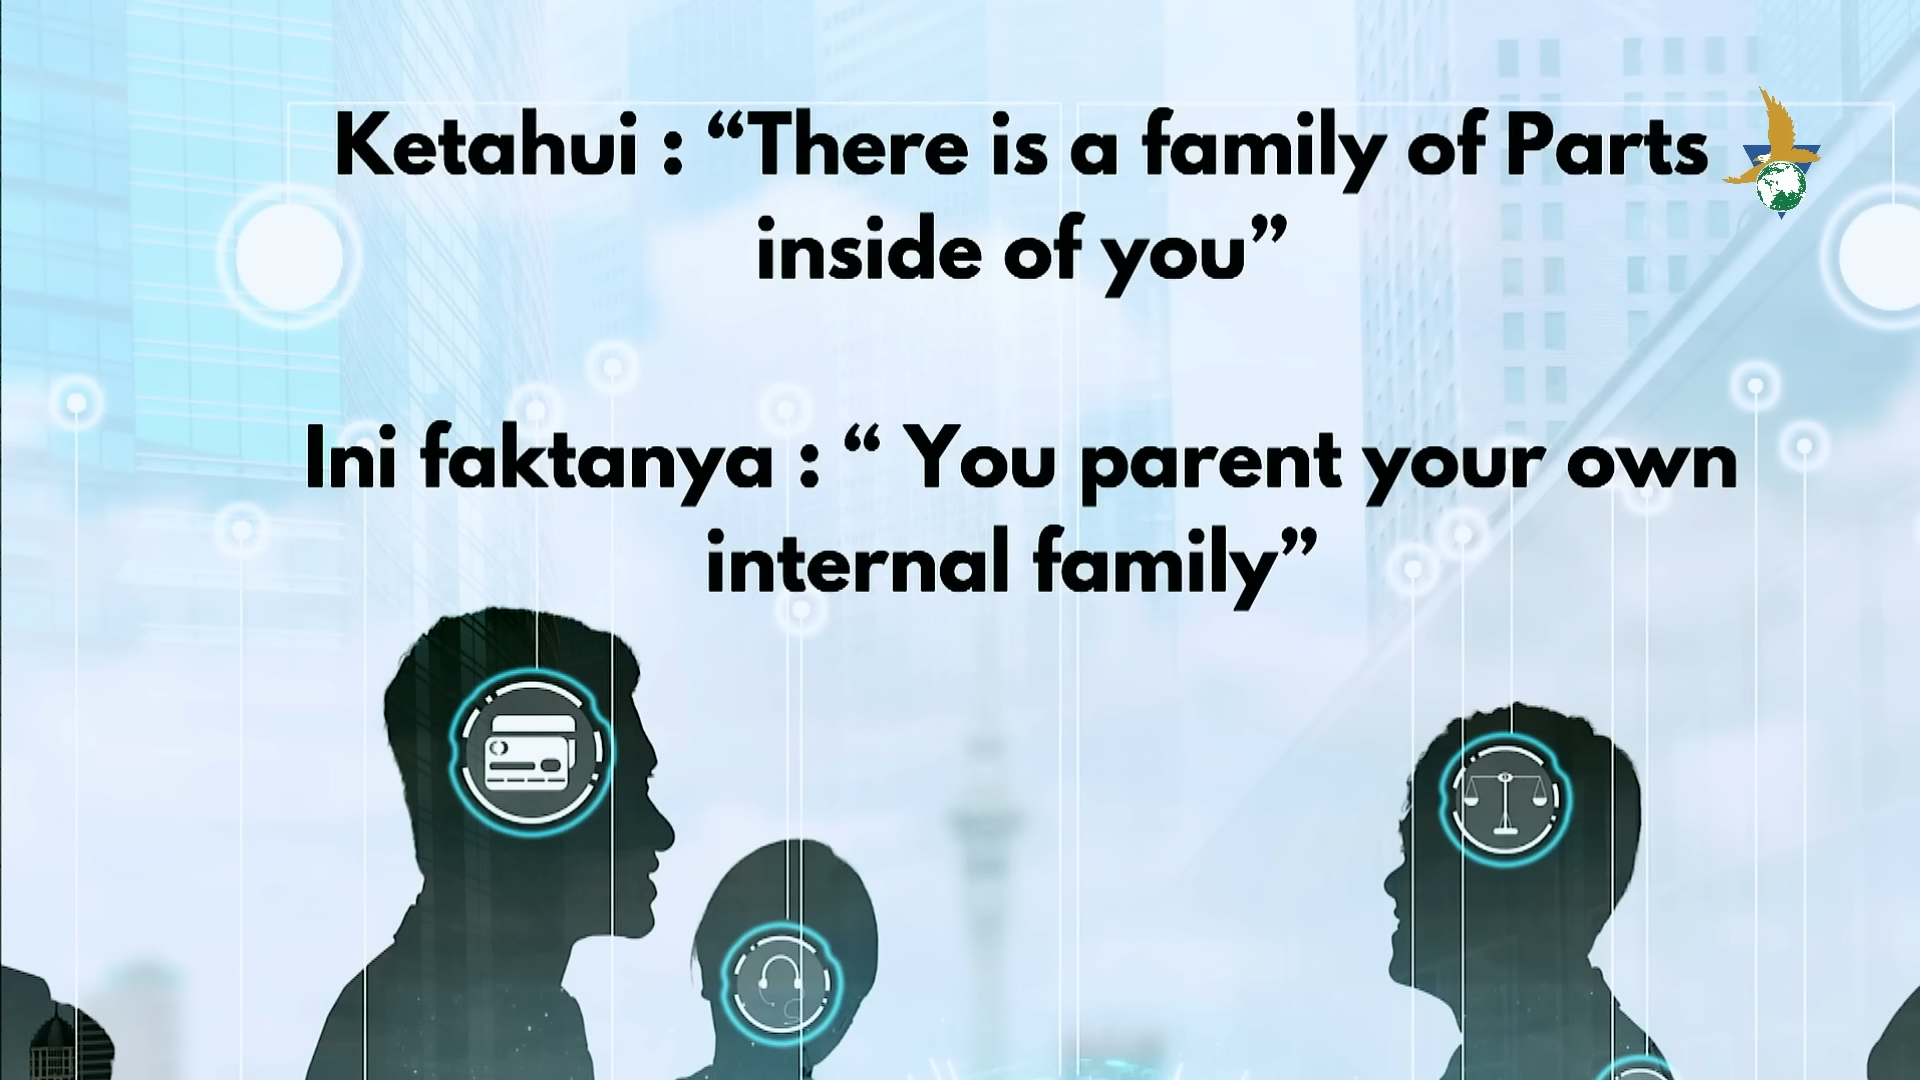 Ketahui : “There is a family of Parts
inside of you”
Ini faktanya : “ You parent your own
internal family”